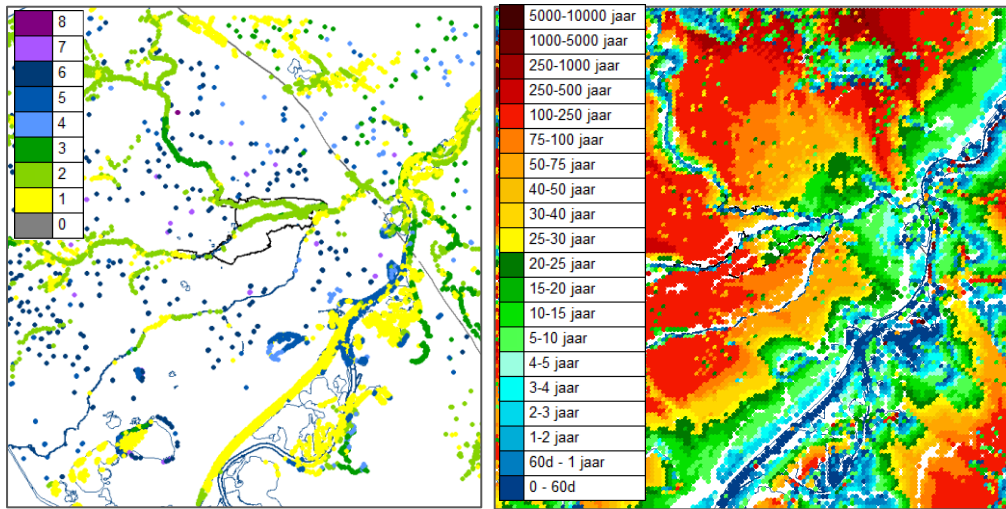 8
7
6
5
4
3
2
1
0
5000-10000 jaar
1000-5000 jaar
250-1000 jaar
250-500 jaar
100-250 jaar
75-100 jaar
50-75 jaar
40-50 jaar
30-40 jaar
25-30 jaar
20-25 jaar
15-20 jaar
10-15 jaar
5-10 jaar
4-5 jaar
3-4 jaar
2-3 jaar
1-2 jaar
60d - 1 jaar
0 - 60d